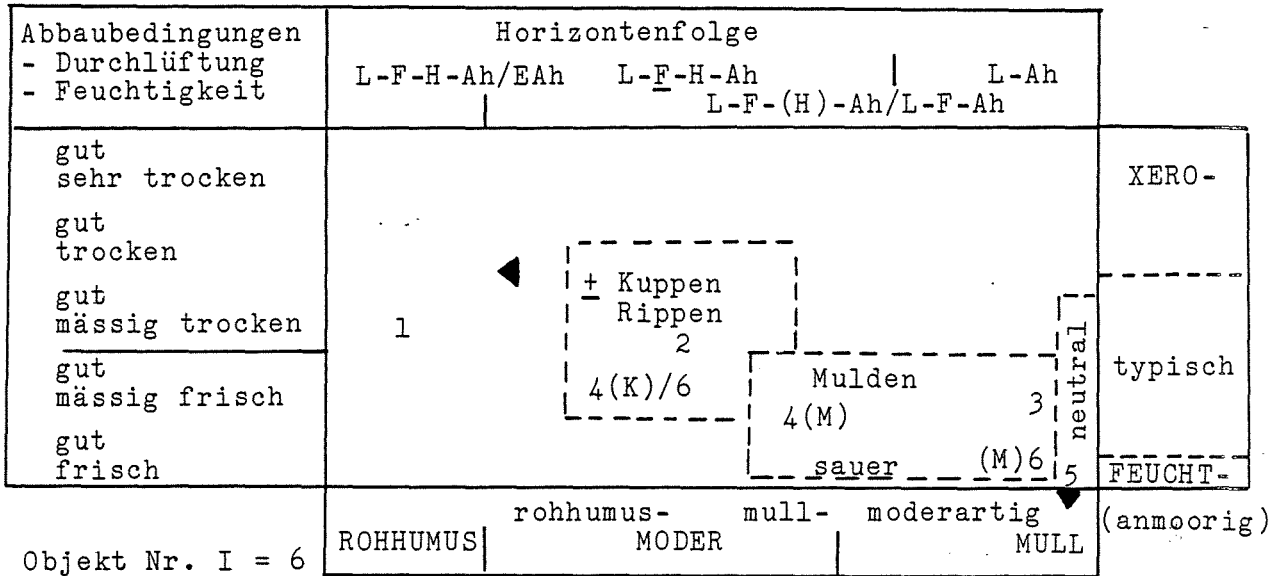 Abbaubedingungen
- Durchlüftung
- Feuchtigkeit
Horizontenfolge
L-F-H-Ah/EAh L-F-H-Ah L-Ah
L-F-(H)-Ah/L-F-Ah
gut
sehr trocken
gut
trocken
gut
mässig trocken
gut
mässig frisch
gut
frisch
1
± Kuppen
Rippen
2
4(K)/6
Mulden
3
4(M)
sauer (M)6
neutral
5
XERO-
typisch
FEUCHT-
(anmoorig)
rohhumus- mull- moderartig
ROHHUMUS MODER MULL
Objekt Nr. I = 6